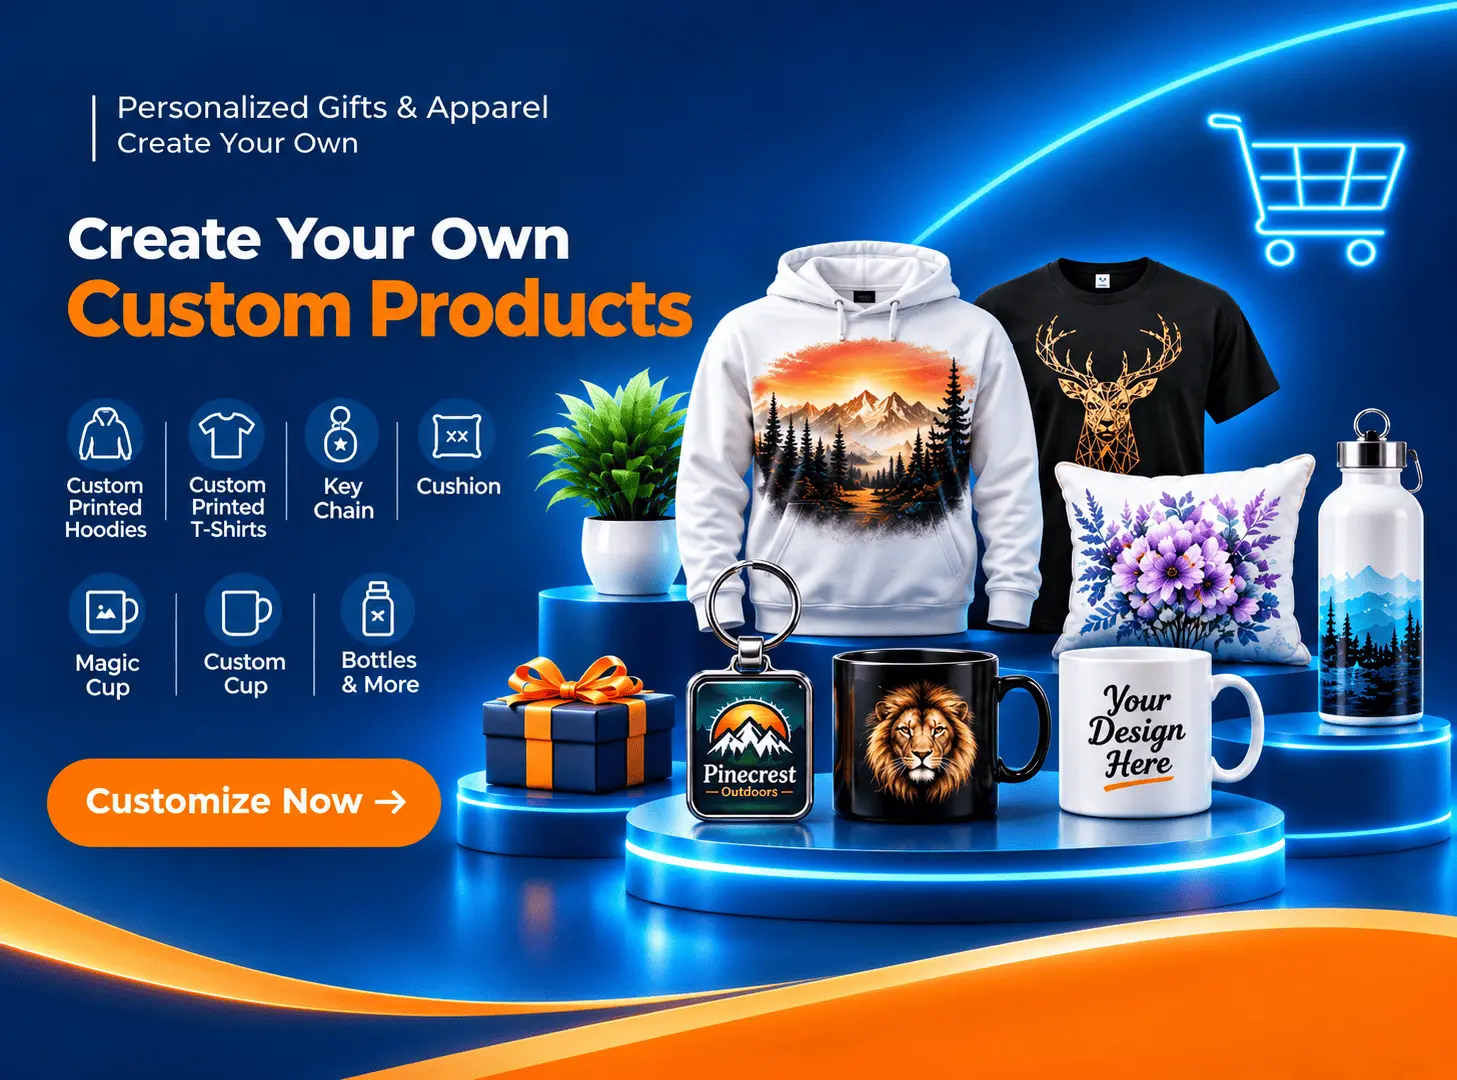 Personalized Gifts & Apparel
Create Your Own
Create Your Own
Custom Products
Custom
Printed
Hoodies
Custom
Printed
T-Shirts
Key
Chain
Cushion
Magic
Cup
Custom
Cup
Bottles
& More
Customize Now →
Pinecrest
Outdoors
Your
Design
Here